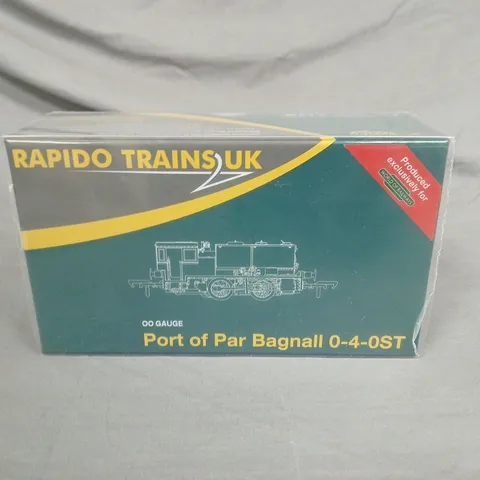 RAPIDO TRAINS UK
Produced
exclusively for
OO GAUGE
Port of Par Bagnall 0-4-0ST